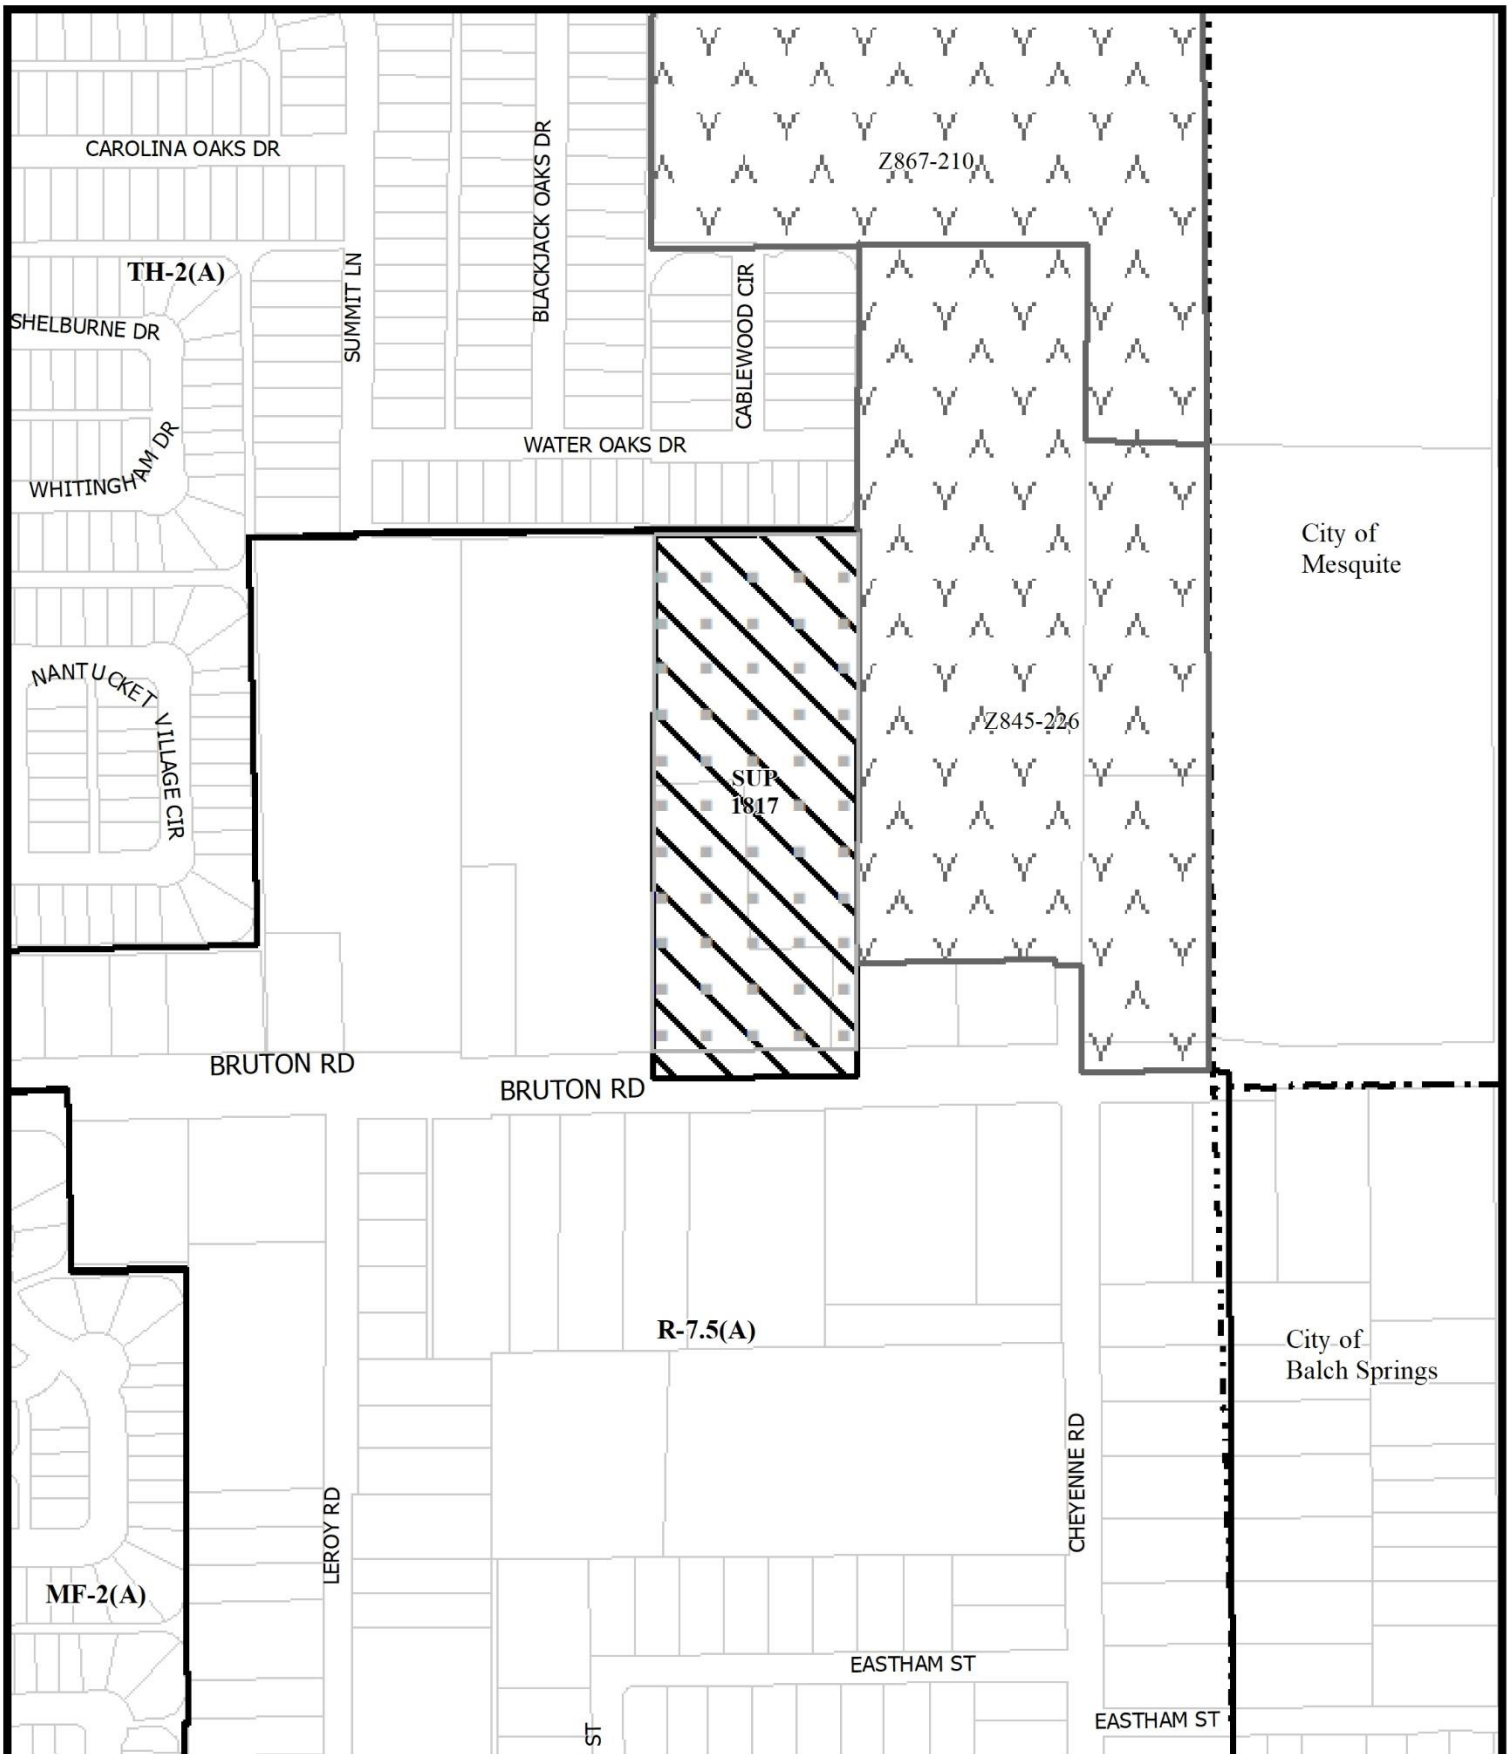 CAROLINA OAKS DR
BLACKJACK OAKS DR
Z867-210
TH-2(A)
SUMMIT LN
SHELBURNE DR
CABLEWOOD CIR
WATER OAKS DR
WHITINGHAM DR
City of
Mesquite
NANTUCKET VILLAGE CIR
Z845-226
SUP
1817
BRUTON RD
BRUTON RD
R-7.5(A)
City of
Balch Springs
CHEYENNE RD
LEROY RD
MF-2(A)
EASTHAM ST
EASTHAM ST
ST